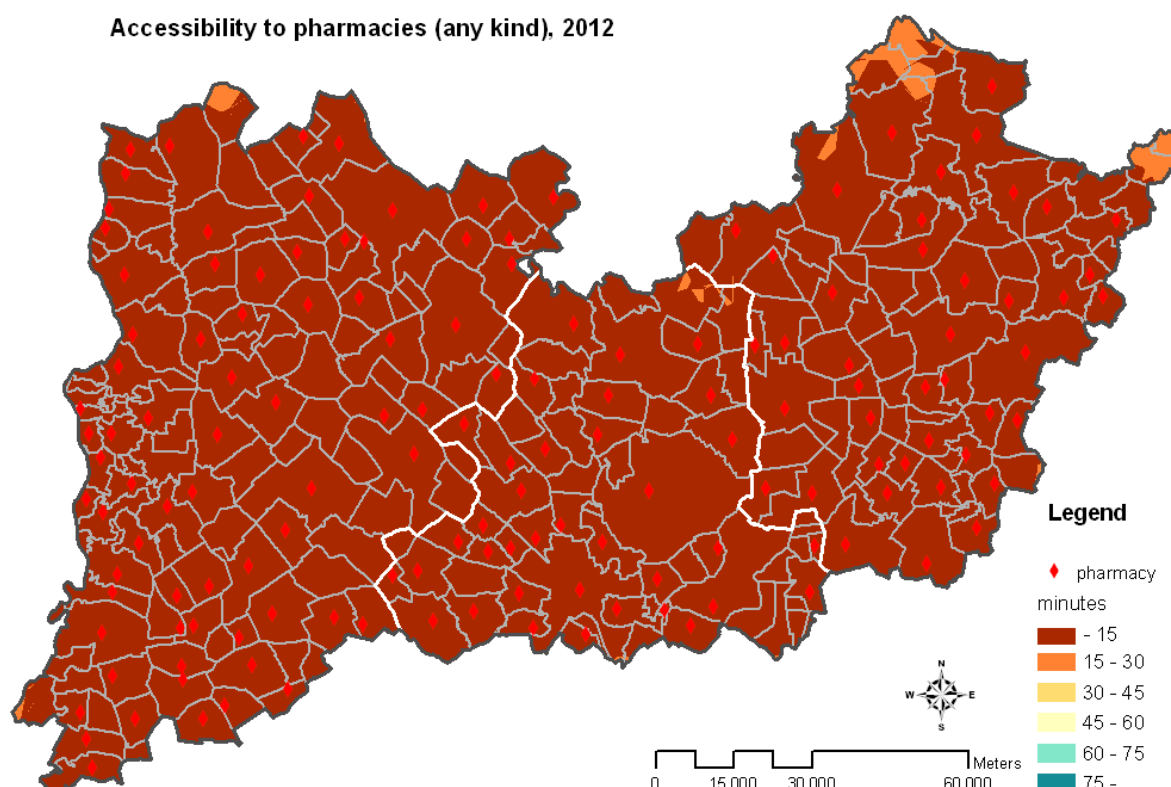 Accessibility to pharmacies (any kind), 2012
Legend
pharmacy
minutes
- 15
15 - 30
30 - 45
45 - 60
60 - 75
75 -
N
W E
S
Meters
0 15 000 30 000 60 000